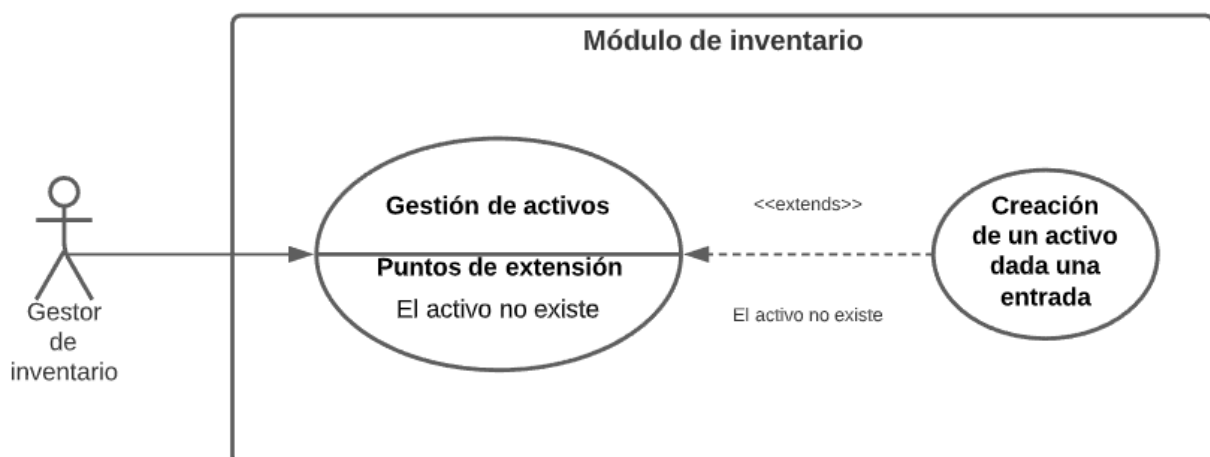 Módulo de inventario
Gestión de activos
Puntos de extensión
El activo no existe
<<extends>>
El activo no existe
Creación
de un activo
dada una
entrada
Gestor
de
inventario